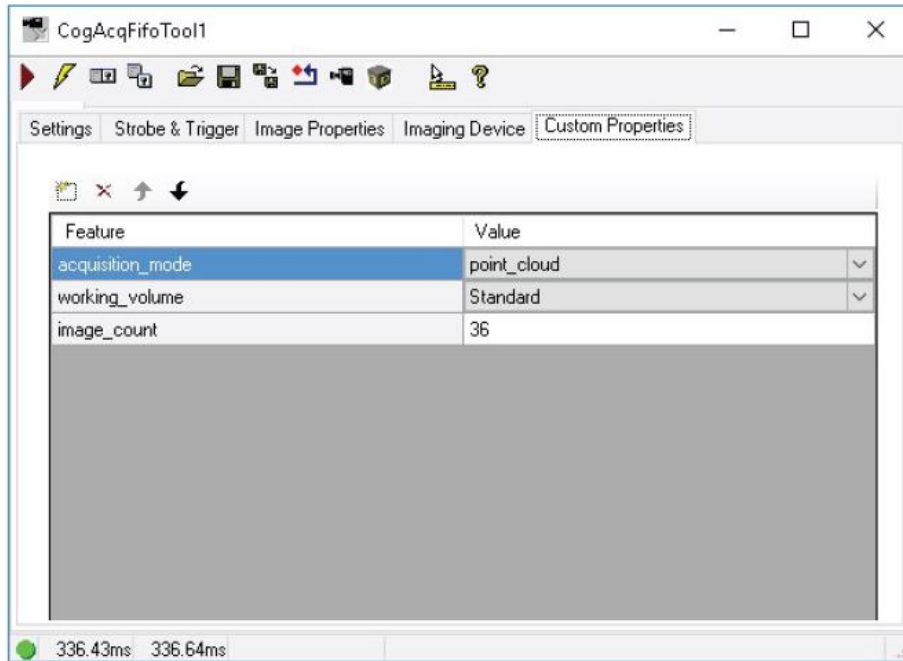 CogAcqFifoTool1
Settings Strobe & Trigger Image Properties Imaging Device Custom Properties
Feature Value
acquisition_mode point_cloud
working_volume Standard
image_count 36
336.43ms 336.64ms